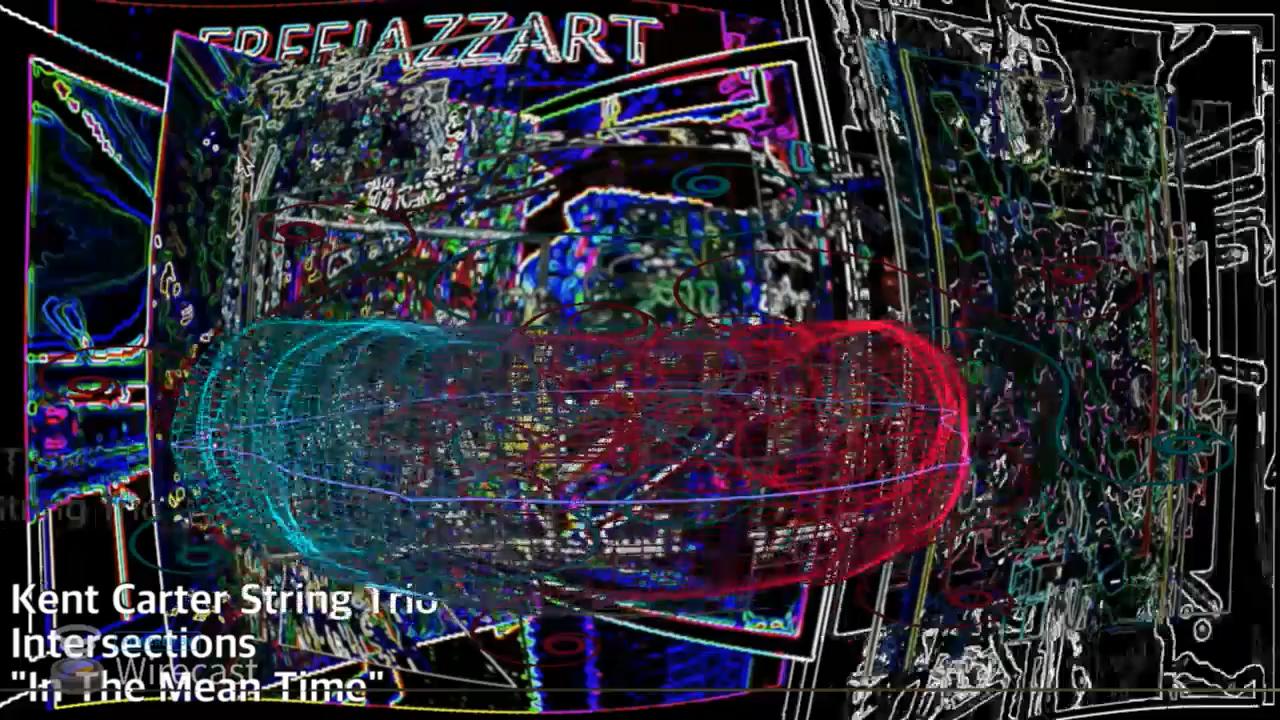 FREEJAZZART
Kent Carter String Trio
Intersections
Wirecast
"In The Mean Time"